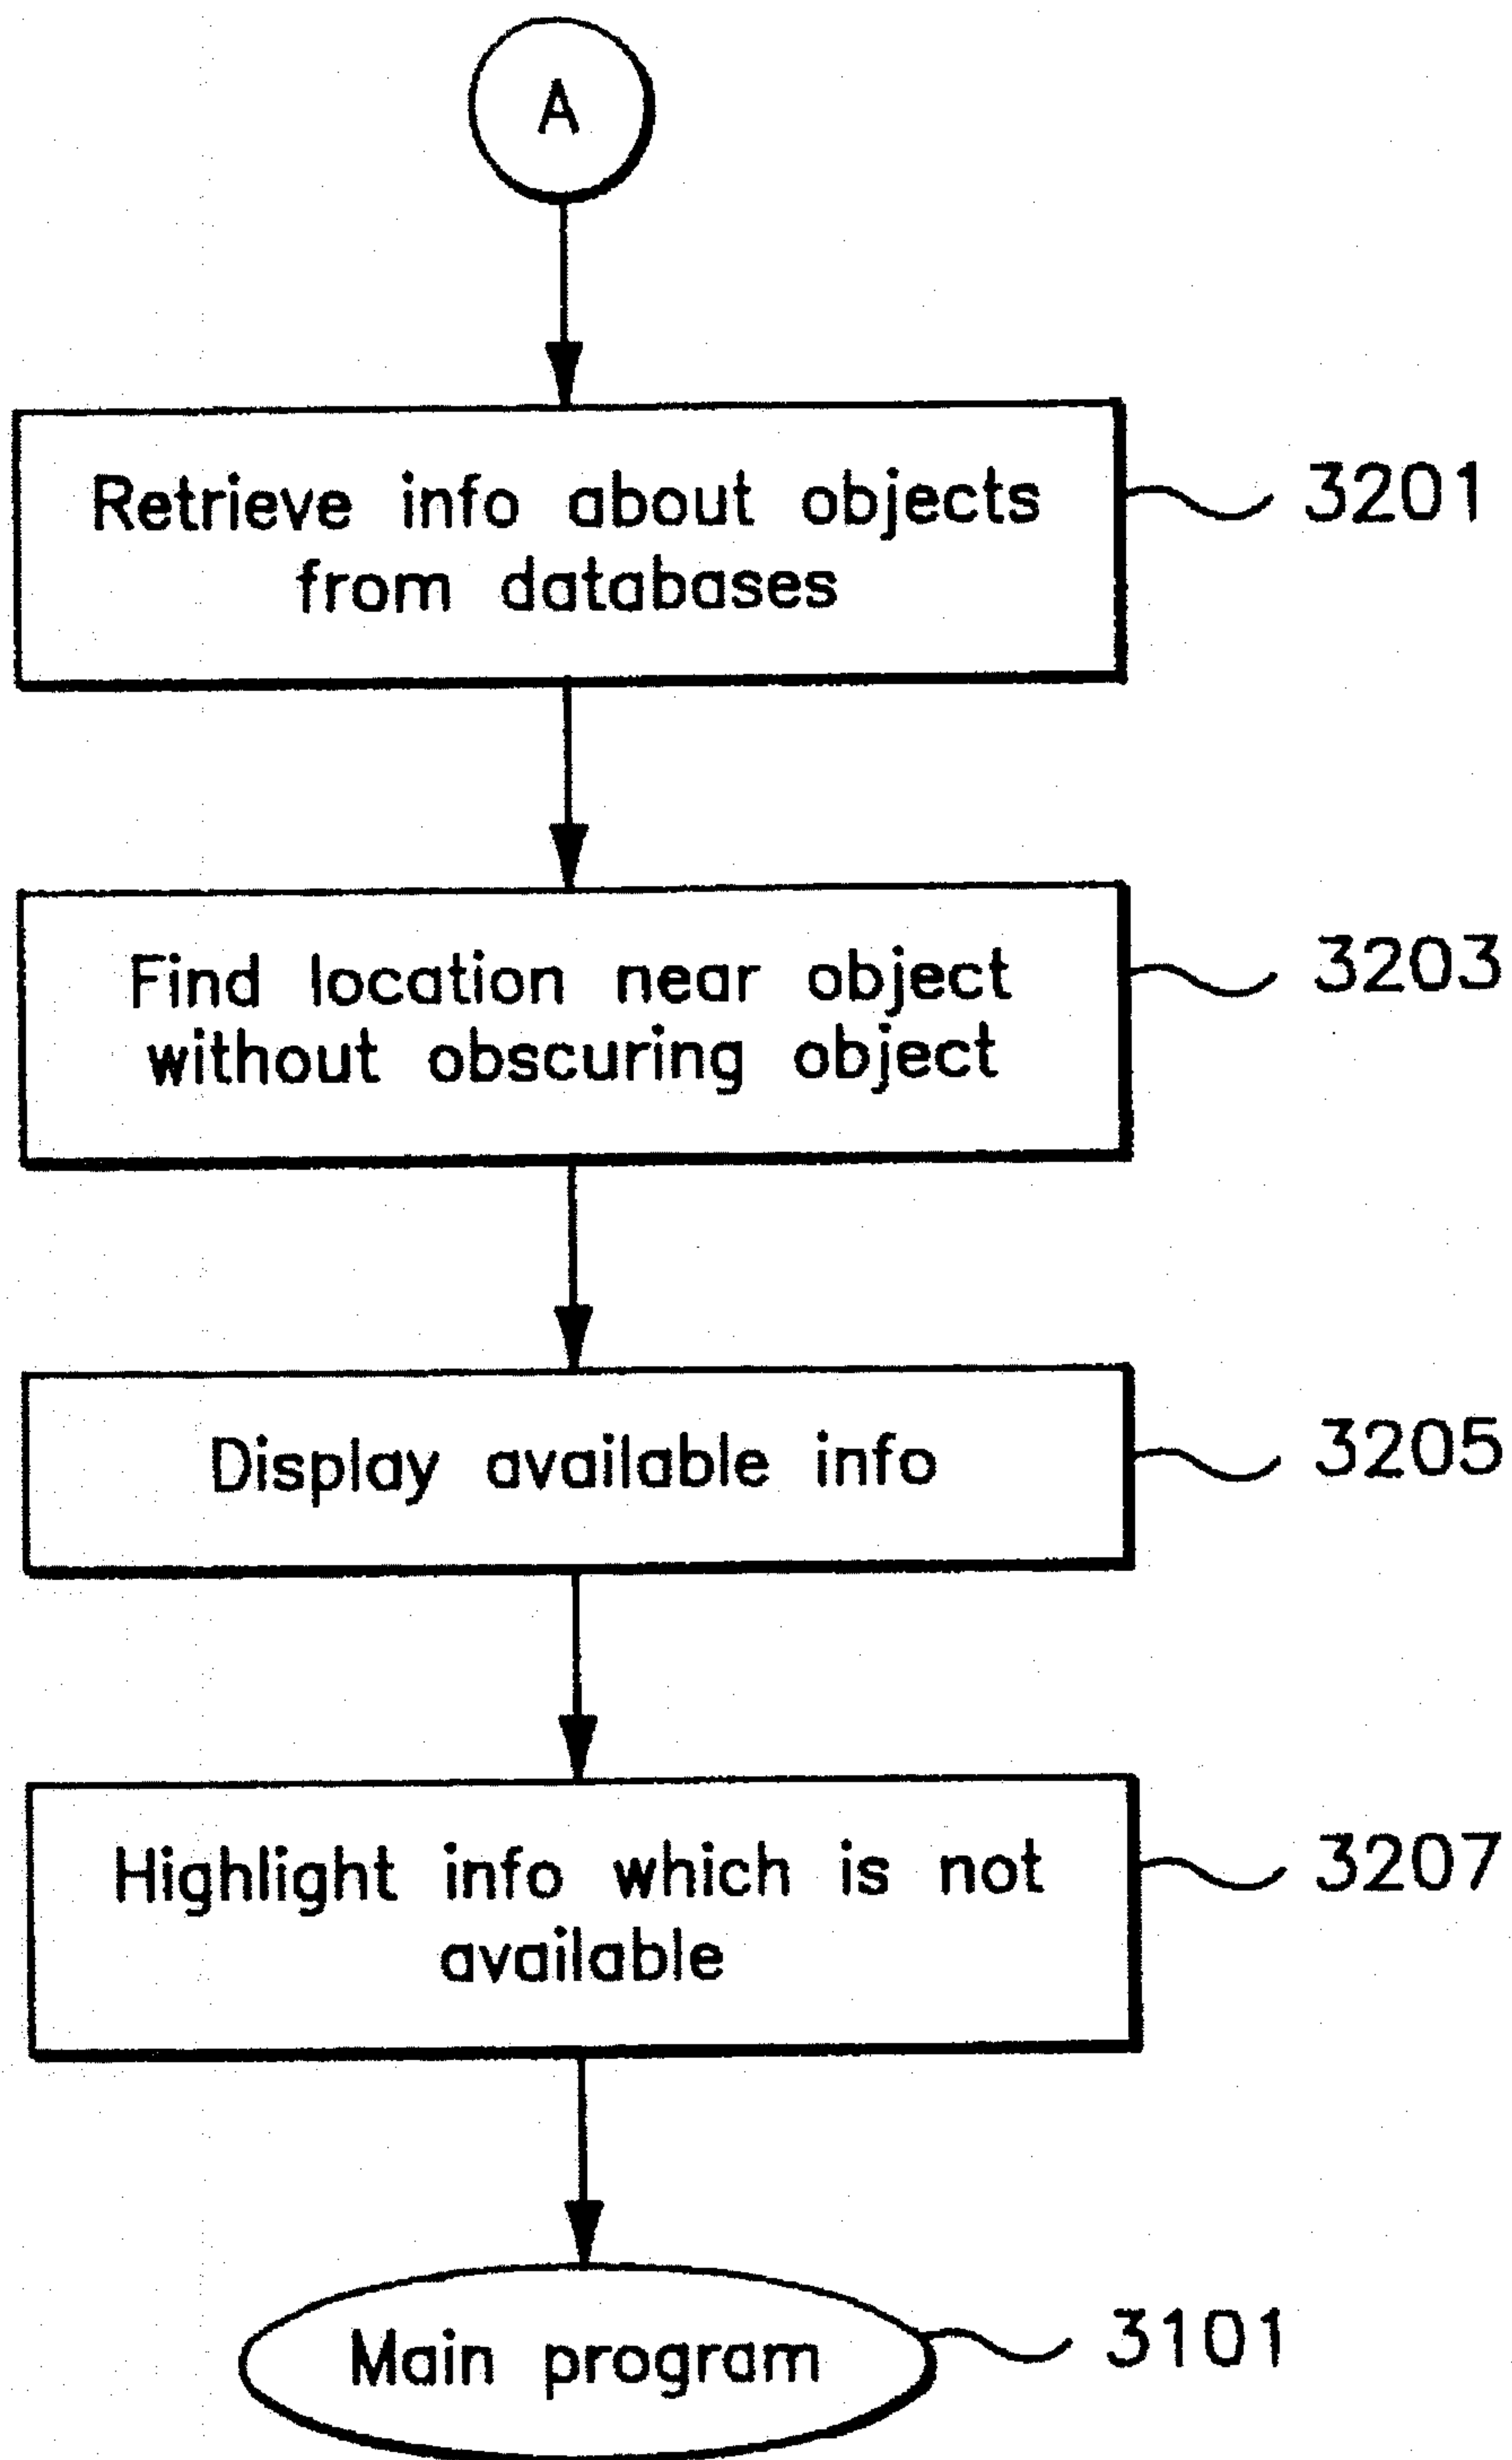 A
Retrieve info about objects
from databases
3201
Find location near object
without obscuring object
3203
Display available info
3205
Highlight info which is not
available
3207
Main program
3101